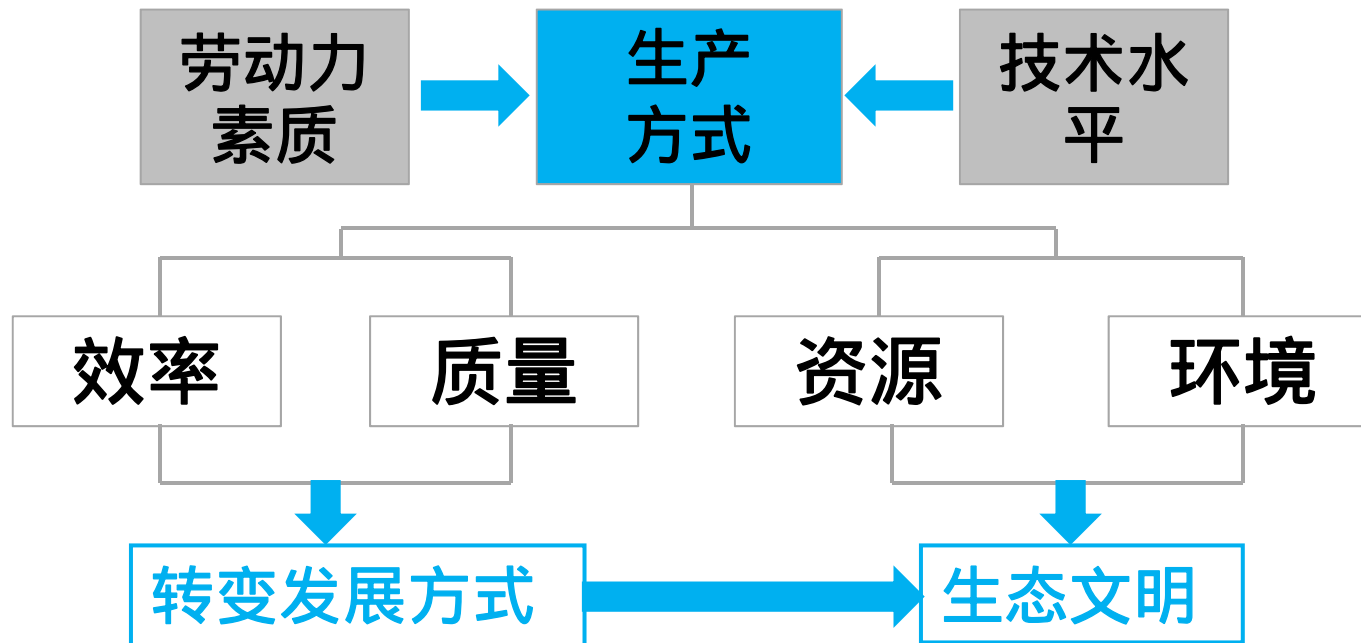 劳动力
素质
生产
方式
技术水
平
效率
质量
资源
环境
转变发展方式
生态文明